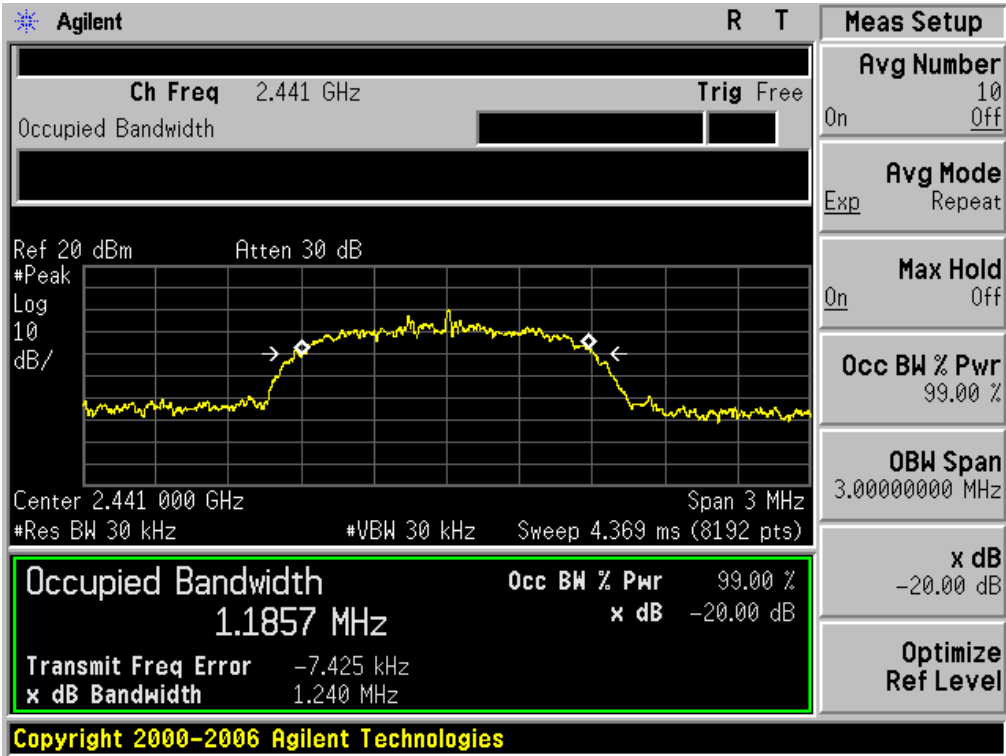 Agilent R T
Ch Freq 2.441 GHz Trig Free
Occupied Bandwidth
Ref 20 dBm Atten 30 dB
#Peak
Log
10
dB/
Center 2.441 000 GHz Span 3 MHz
#Res BW 30 kHz #VBW 30 kHz Sweep 4.369 ms (8192 pts)
Occupied Bandwidth Occ BW % Pwr 99.00 %
1.1857 MHz x dB -20.00 dB
Transmit Freq Error -7.425 kHz
x dB Bandwidth 1.240 MHz
Copyright 2000-2006 Agilent Technologies
Meas Setup
Avg Number
10
On Off
Avg Mode
Exp Repeat
Max Hold
On Off
Occ BW % Pwr
99.00 %
OBW Span
3.00000000 MHz
x dB
-20.00 dB
Optimize
Ref Level